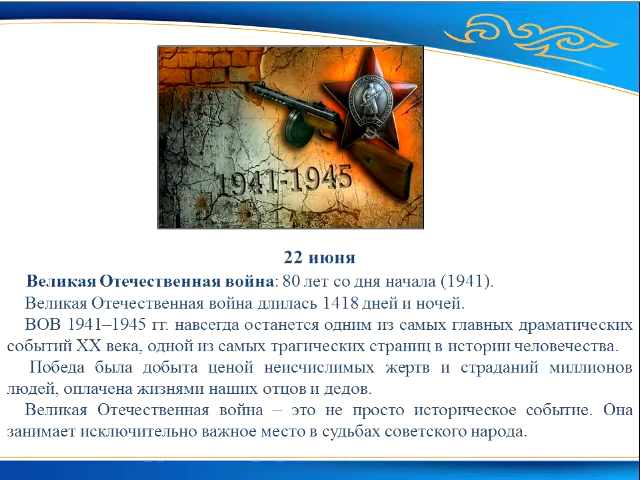 1941-1945
22 июня
Великая Отечественная война: 80 лет со дня начала (1941).
Великая Отечественная война длилась 1418 дней и ночей.
ВОВ 1941–1945 гг. навсегда останется одним из самых главных драматических
событий XX века, одной из самых трагических страниц в истории человечества.
Победа была добыта ценой неисчислимых жертв и страданий миллионов
людей, оплачена жизнями наших отцов и дедов.
Великая Отечественная война – это не просто историческое событие. Она
занимает исключительно важное место в судьбах советского народа.